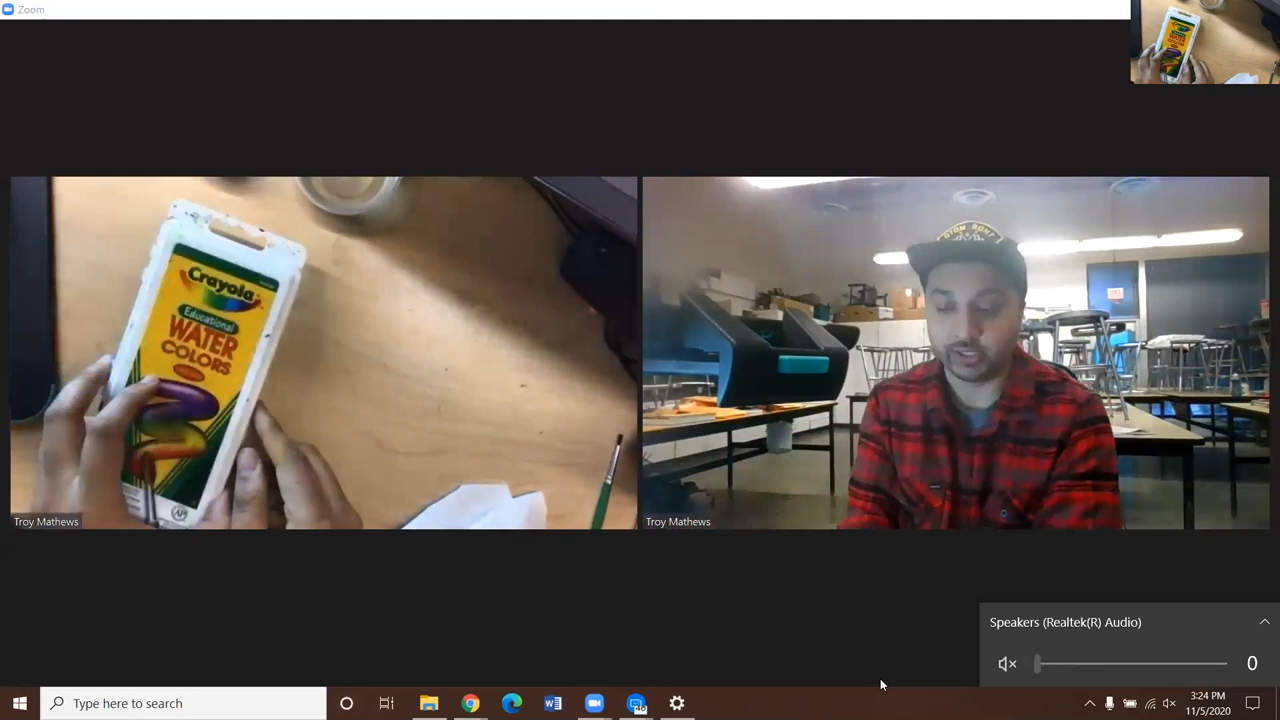 Zoom
Crayola
Educational
WATER
COLORS
AP
Troy Mathews
Troy Mathews
Speakers (Realtek(R) Audio)
0
Type here to search
3:24 PM
11/5/2020